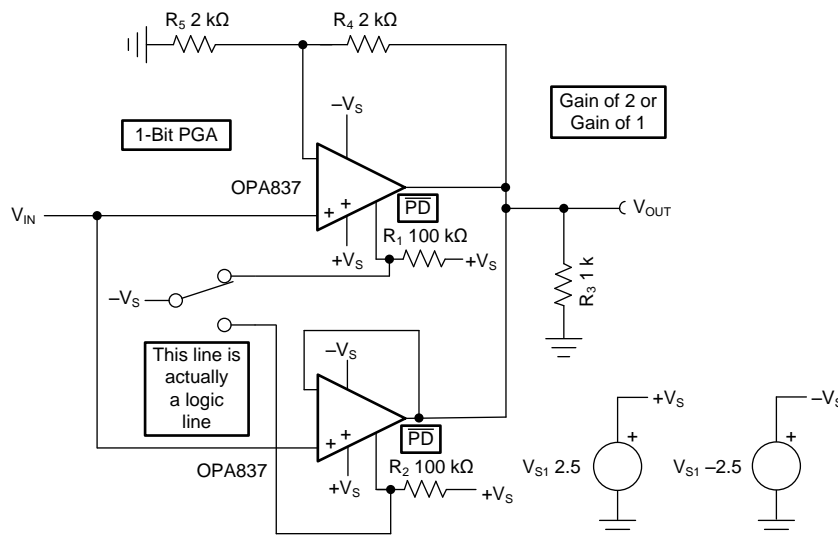 R5 2 kΩ
R4 2 kΩ
−VS
1-Bit PGA
Gain of 2 or
Gain of 1
OPA837
PD
VIN
+
+
VOUT
R1 100 kΩ
+VS
+VS
R3 1 k
−VS
This line is
actually
a logic
line
−VS
+
+
PD
OPA837
R2 100 kΩ
+VS
+VS
+VS
+
VS1 2.5
−VS
+
VS1 −2.5